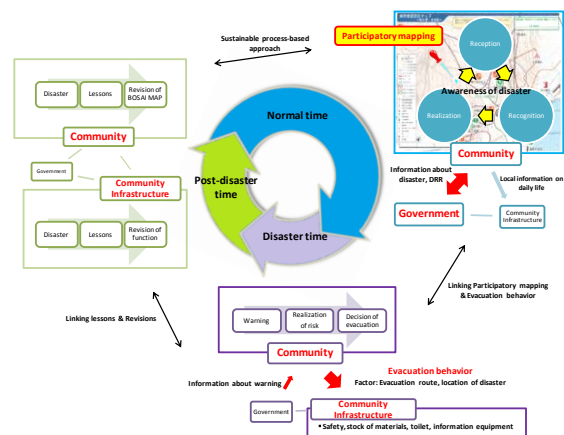 Sustainable process-based
approach
Participatory mapping
Reception
Awareness of disaster
Realization
Recognition
Community
Information about
disaster, DRR
Local information on
daily life
Government
Community
Infrastructure
Disaster
Lessons
Revision of
BOSAI MAP
Community
Government
Community
Infrastructure
Disaster
Lessons
Revision of
function
Normal time
Post-disaster
time
Disaster time
Linking Participatory mapping
& Evacuation behavior
Linking lessons & Revisions
Warning
Realization
of risk
Decision of
evacuation
Community
Information about warning
Evacuation behavior
Factor: Evacuation route, location of disaster
Government
Community
Infrastructure
•Safety, stock of materials, toilet, information equipment